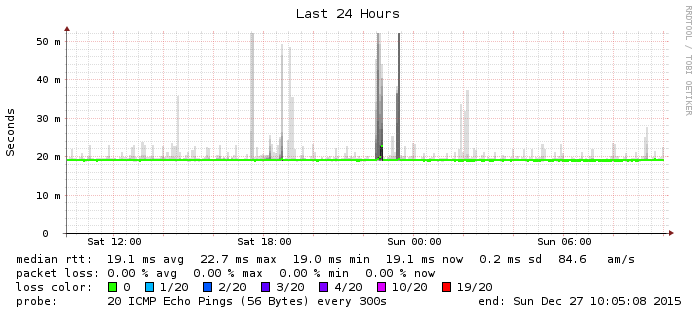 Last 24 Hours
RRDTOOL / TOBI OETIKER
Seconds
50 m
40 m
30 m
20 m
10 m
0
Sat 12:00 Sat 18:00 Sun 00:00 Sun 06:00
median rtt: 19.1 ms avg 22.7 ms max 19.0 ms min 19.1 ms now 0.2 ms sd 84.6 am/s
packet loss: 0.00 % avg 0.00 % max 0.00 % min 0.00 % now
loss color: 0 1/20 2/20 3/20 4/20 10/20 19/20
probe: 20 ICMP Echo Pings (56 Bytes) every 300s end: Sun Dec 27 10:05:08 2015